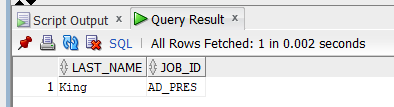 Script Output × Query Result ×
SQL | All Rows Fetched: 1 in 0.002 seconds
LAST_NAME JOB_ID
1 King AD_PRES